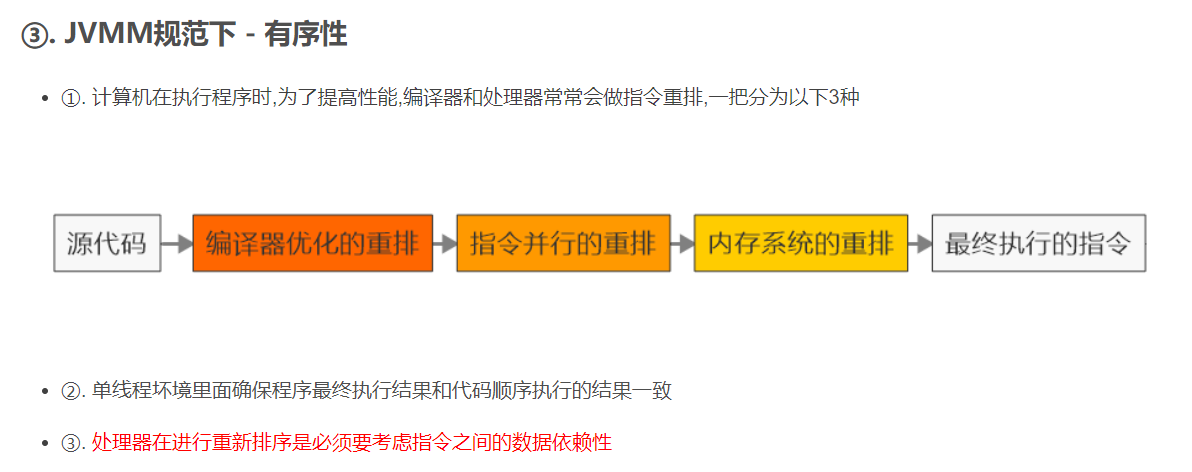 ③. JVMM规范下 - 有序性
①. 计算机在执行程序时,为了提高性能,编译器和处理器常常会做指令重排,一把分为以下3种
源代码 编译器优化的重排 指令并行的重排 内存系统的重排 最终执行的指令
②. 单线程坏境里面确保程序最终执行结果和代码顺序执行的结果一致
③. 处理器在进行重新排序是必须要考虑指令之间的数据依赖性